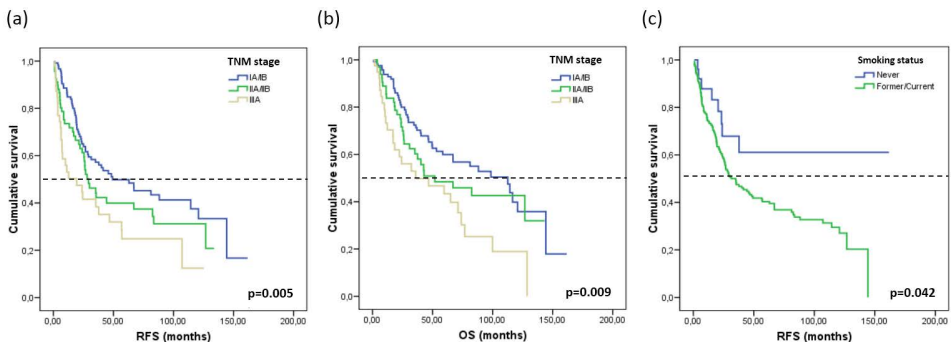 (a)
(b)
(c)
TNM stage
IA/IB
IIA/IIB
IIIA
Cumulative survival
1,0
0,8
0,6
0,4
0,2
0,0
p=0.005
,00
50,00
100,00
150,00
200,00
RFS (months)
TNM stage
IA/IB
IIA/IIB
IIIA
Cumulative survival
1,0
0,8
0,6
0,4
0,2
0,0
p=0.009
,00
50,00
100,00
150,00
200,00
OS (months)
Smoking status
Never
Former/Current
Cumulative survival
1,0
0,8
0,6
0,4
0,2
0,0
p=0.042
,00
50,00
100,00
150,00
200,00
RFS (months)